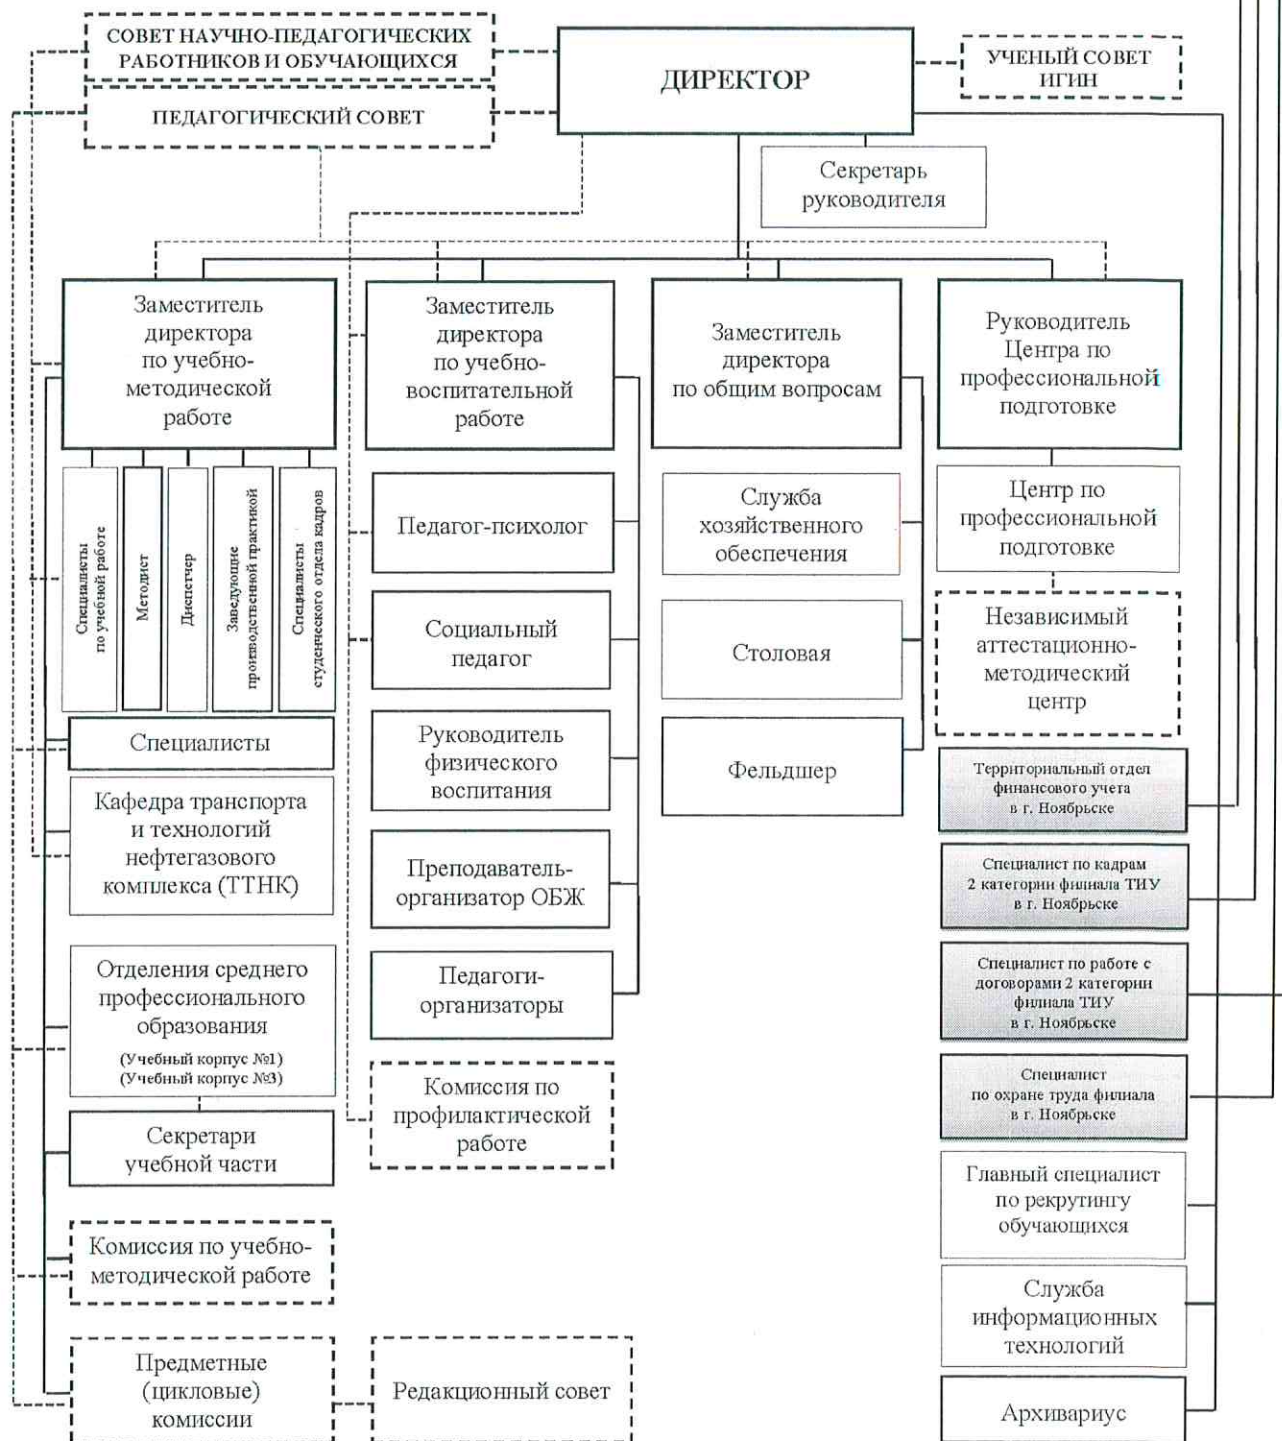 СОВЕТ НАУЧНО-ПЕДАГОГИЧЕСКИХ
РАБОТНИКОВ И ОБУЧАЮЩИХСЯ
ПЕДАГОГИЧЕСКИЙ СОВЕТ
ДИРЕКТОР
УЧЕНЫЙ СОВЕТ
ИГИН
Секретарь
руководителя
Заместитель
директора
по учебно-
методической
работе
Заместитель
директора
по учебно-
воспитательной
работе
Заместитель
директора
по общим вопросам
Руководитель
Центра по
профессиональной
подготовке
Специалисты
по учебной работе
Методист
Диспетчер
Заведующие
производственной практикой
Специалисты
студенческого отдела кадров
Специалисты
Кафедра транспорта
и технологий
нефтегазового
комплекса (ТТНК)
Отделения среднего
профессионального
образования
(Учебный корпус №1)
(Учебный корпус №3)
Секретари
учебной части
Комиссия по учебно-
методической работе
Предметные
(цикловые)
комиссии
Педагог-психолог
Социальный
педагог
Руководитель
физического
воспитания
Преподаватель-
организатор ОБЖ
Педагоги-
организаторы
Комиссия по
профилактической
работе
Редакционный совет
Служба
хозяйственного
обеспечения
Столовая
Фельдшер
Центр по
профессиональной
подготовке
Независимый
аттестационно-
методический
центр
Территориальный отдел
финансового учета
в г. Ноябрьске
Специалист по кадрам
2 категории филиала ТИУ
в г. Ноябрьске
Специалист по работе с
договорами 2 категории
филиала ТИУ
в г. Ноябрьске
Специалист
по охране труда филиала
в г. Ноябрьске
Главный специалист
по рекрутингу
обучающихся
Служба
информационных
технологий
Архивариус